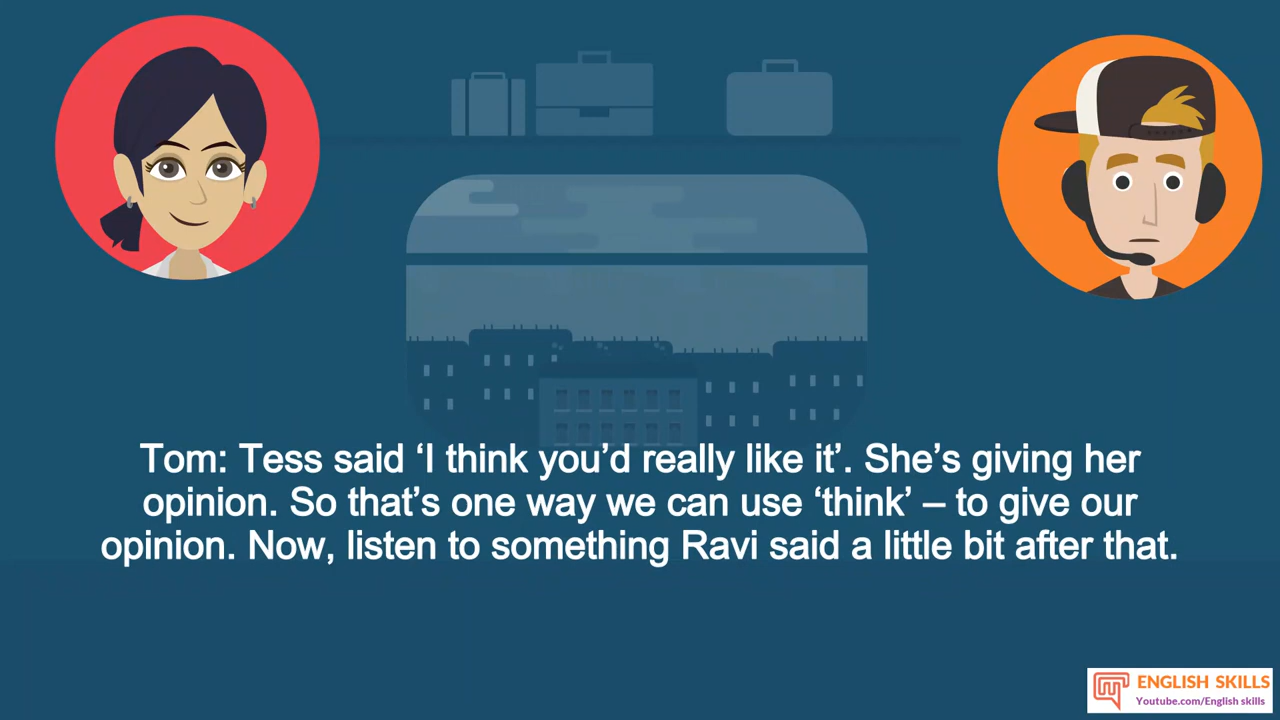 Tom: Tess said ‘I think you’d really like it’. She’s giving her
opinion. So that’s one way we can use ‘think’ – to give our
opinion. Now, listen to something Ravi said a little bit after that.
ENGLISH SKILLS
Youtube.com/English skills